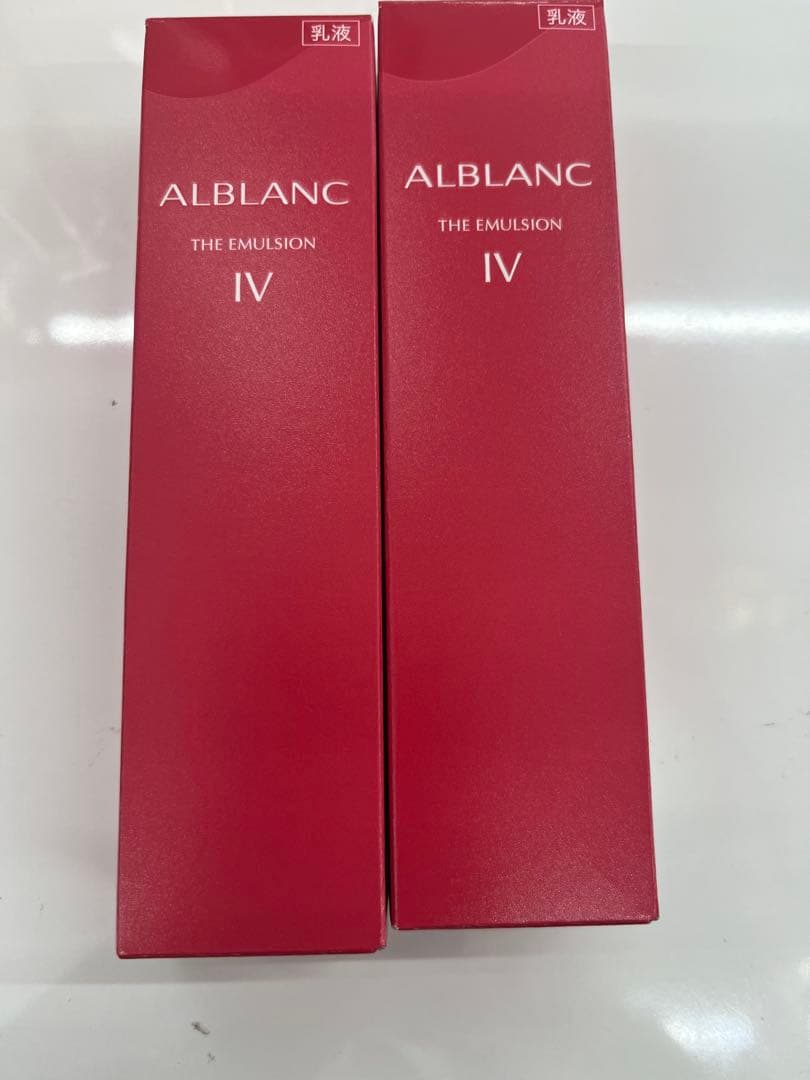 乳液
ALBLANC
THE EMULSION
IV
乳液
ALBLANC
THE EMULSION
IV